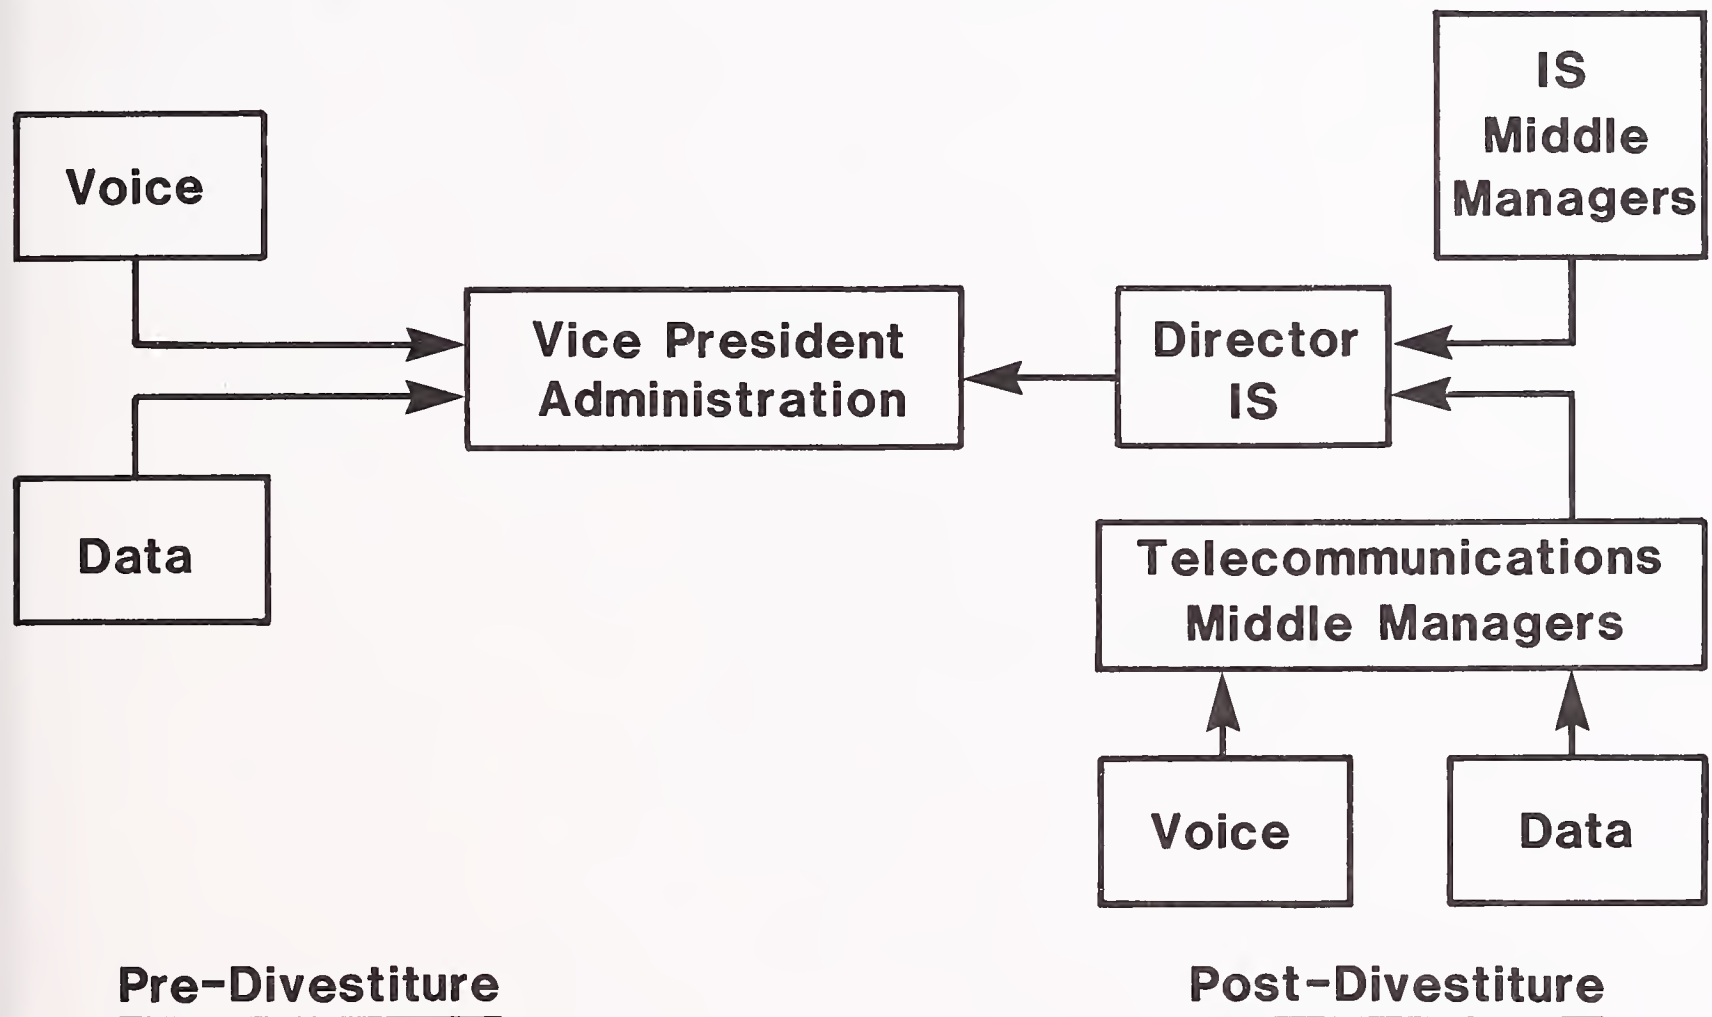 IS
Middle
Managers
Voice
Vice President
Administration
Director
IS
Data
Telecommunications
Middle Managers
Voice
Data
Pre-Divestiture
Post-Divestiture